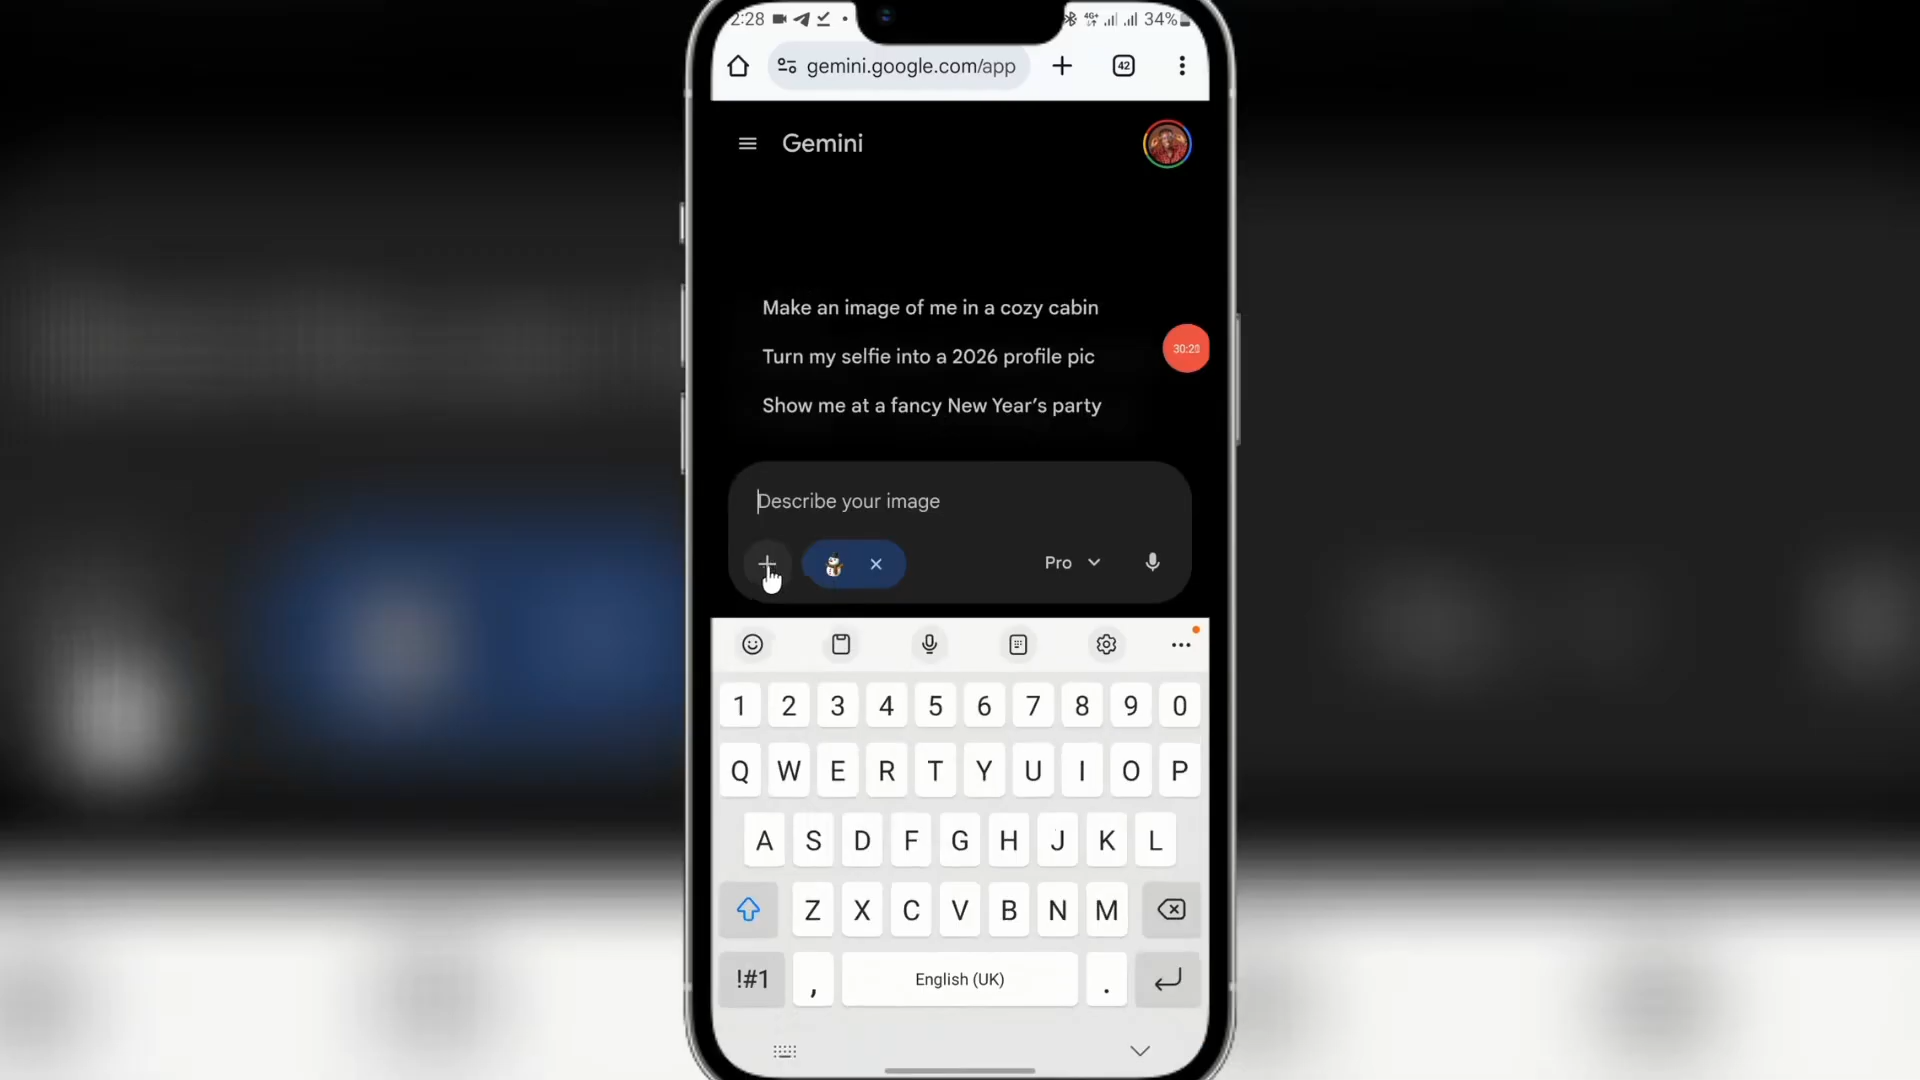 2:28 34%
gemini.google.com/app 42
Gemini
Make an image of me in a cozy cabin
Turn my selfie into a 2026 profile pic
Show me at a fancy New Year's party
Describe your image
Pro
1 2 3 4 5 6 7 8 9 0
Q W E R T Y U I O P
A S D F G H J K L
Z X C V B N M
!#1 , English (UK) .